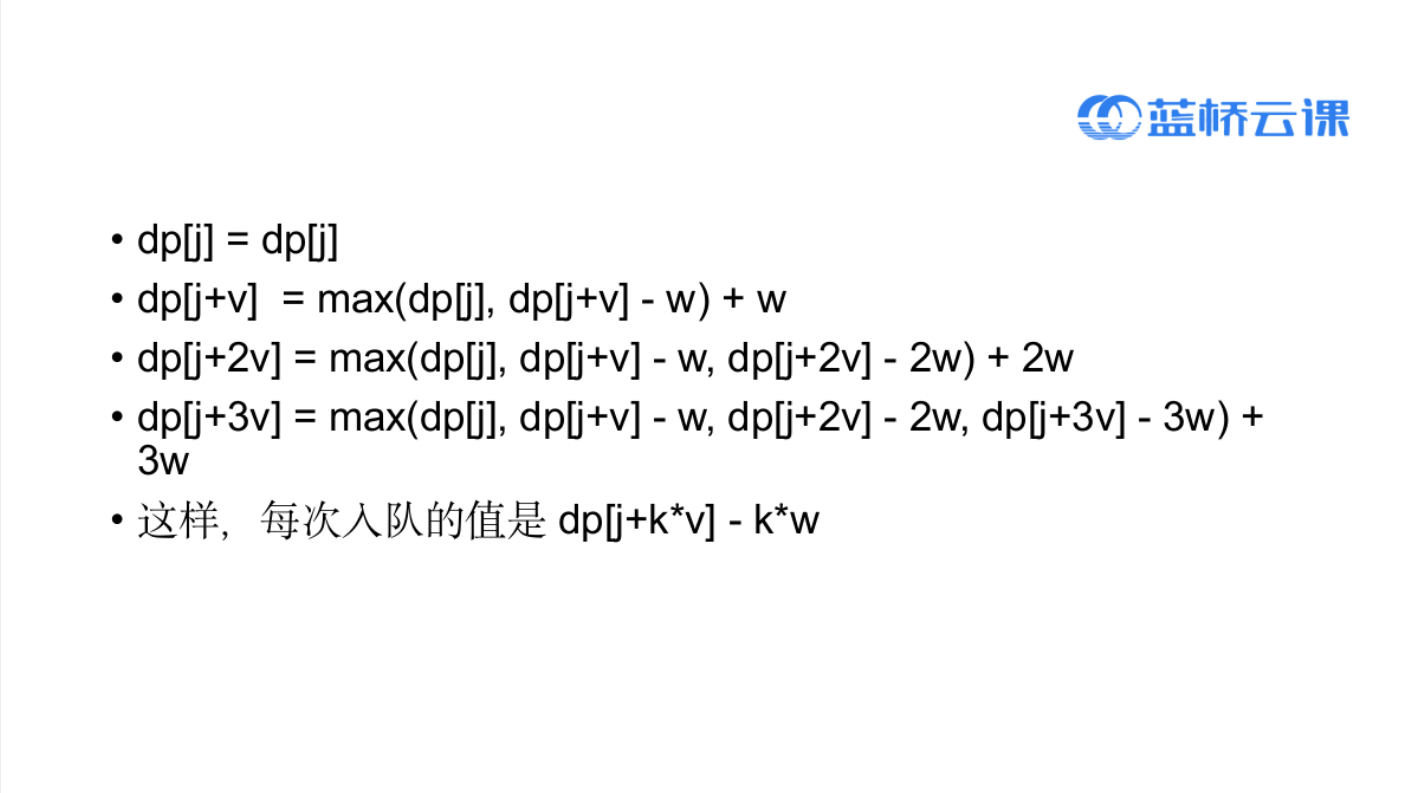 蓝桥云课
• dp[j] = dp[j]
• dp[j+v]  = max(dp[j], dp[j+v] - w) + w
• dp[j+2v] = max(dp[j], dp[j+v] - w, dp[j+2v] - 2w) + 2w
• dp[j+3v] = max(dp[j], dp[j+v] - w, dp[j+2v] - 2w, dp[j+3v] - 3w) +
3w
• 这样,  每次入队的值是 dp[j+k*v] - k*w